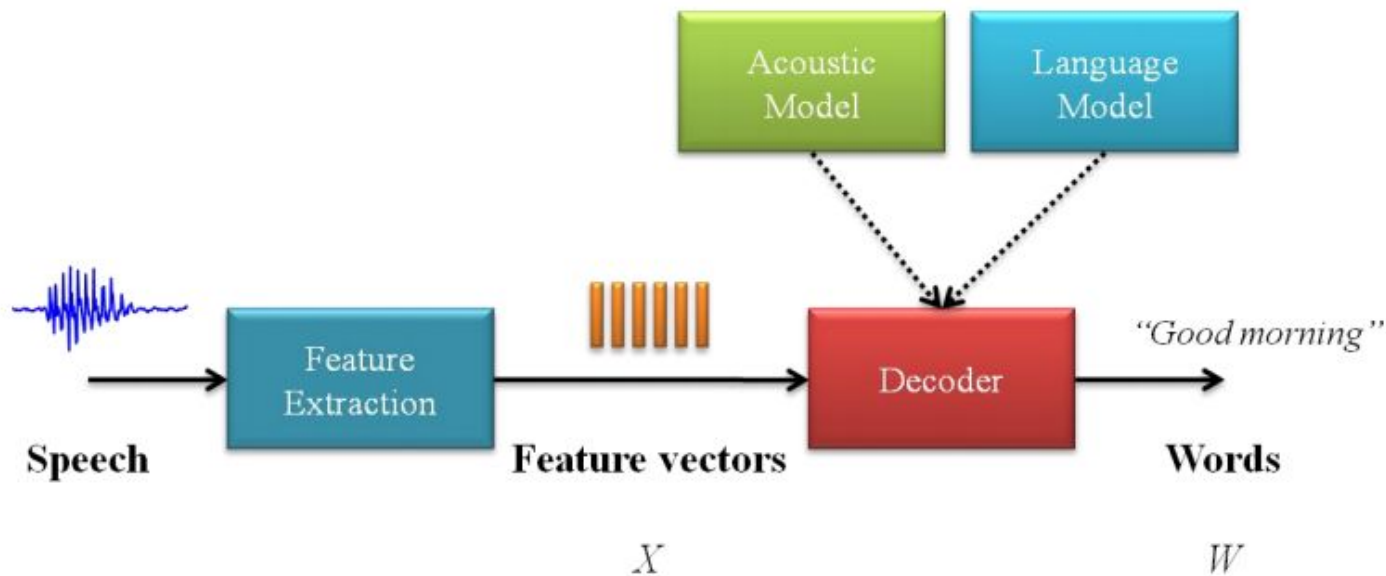 Acoustic
Model
Language
Model
“Good morning”
Feature
Extraction
Decoder
Speech
Feature vectors
Words
X
W